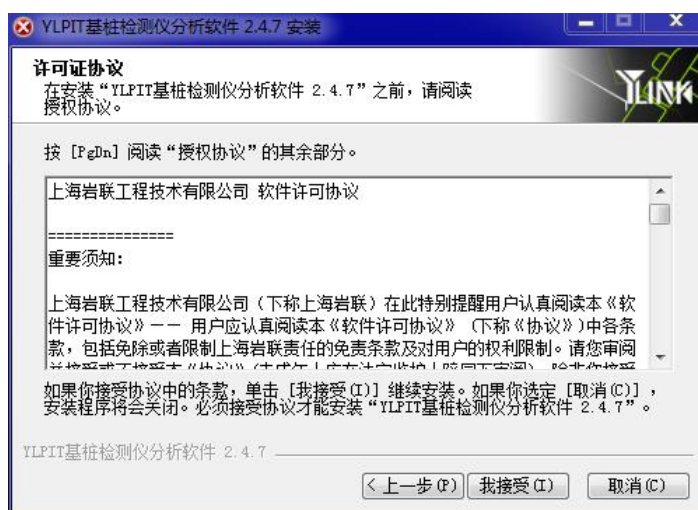 YLPIT基桩检测仪分析软件 2.4.7 安装
许可证协议
在安装“YLPIT基桩检测仪分析软件 2.4.7”之前，请阅读
授权协议。
YLINK
按 [PgDn] 阅读“授权协议”的其余部分。
上海岩联工程技术有限公司 软件许可协议
===============
重要须知：
上海岩联工程技术有限公司（下称上海岩联）在此特别提醒用户认真阅读本《软
件许可协议》—— 用户应认真阅读本《软件许可协议》（下称《协议》）中各条
款，包括免除或者限制上海岩联责任的免责条款及对用户的权利限制。请您审阅
如果你接受协议中的条款，单击 [我接受(I)] 继续安装。如果你选定 [取消(C)] ，
安装程序将会关闭。必须接受协议才能安装“YLPIT基桩检测仪分析软件 2.4.7”。
YLPIT基桩检测仪分析软件 2.4.7
< 上一步(P) 我接受(I) 取消(C)